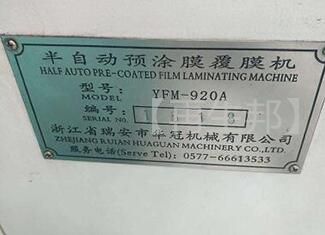 半自动预涂膜覆膜机
HALF AUTO PRE-COATED FILM LAMINATING MACHINE
型号: YFM-920A
MODEL
编号:
SERIAL NO.
浙江省瑞安市华冠机械有限公司
ZHEJIANG RUIAN HUAGUAN MACHINERY CO.,LTD.
服务电话(Serve Tel): 0577-66613533